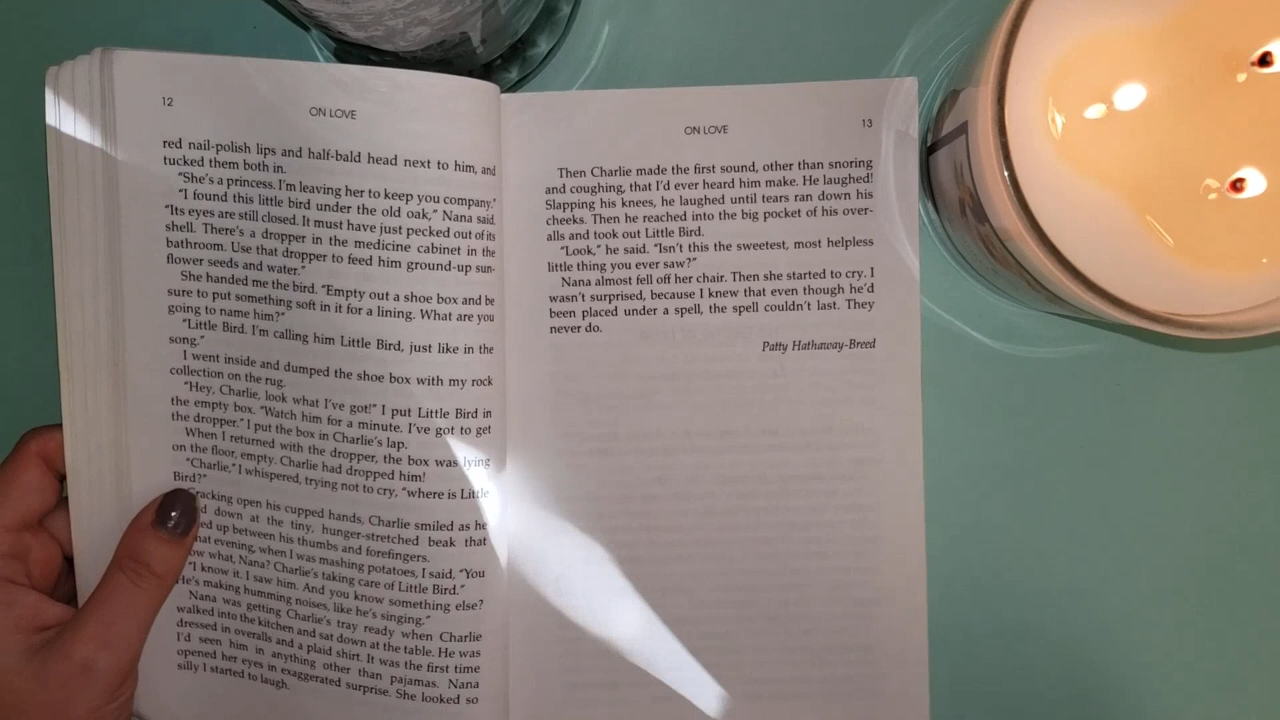 12
ON LOVE
red nail-polish lips and half-bald head next to him, and
tucked them both in.
"She's a princess. I'm leaving her to keep you company."
"I found this little bird under the old oak," Nana said.
"Its eyes are still closed. It must have just pecked out of its
shell. There's a dropper in the medicine cabinet in the
bathroom. Use that dropper to feed him ground-up sun-
flower seeds and water."
She handed me the bird. "Empty out a shoe box and be
sure to put something soft in it for a lining. What are you
going to name him?"
"Little Bird. I'm calling him Little Bird, just like in the
song."
I went inside and dumped the shoe box with my rock
collection on the rug.
"Hey, Charlie, look what I've got!" I put Little Bird in
the empty box. "Watch him for a minute. I've got to get
the dropper." I put the box in Charlie's lap.
When I returned with the dropper, the box was lying
on the floor, empty. Charlie had dropped him!
"Charlie," I whispered, trying not to cry, "where is Little
Bird?"
Cracking open his cupped hands, Charlie smiled as he
down at the tiny, hunger-stretched beak that
up between his thumbs and forefingers.
evening, when I was mashing potatoes, I said, "You
what, Nana? Charlie's taking care of Little Bird."
"I know it. I saw him. And you know something else?
He's making humming noises, like he's singing."
Nana was getting Charlie's tray ready when Charlie
walked into the kitchen and sat down at the table. He was
dressed in overalls and a plaid shirt. It was the first time
I'd seen him in anything other than pajamas. Nana
opened her eyes in exaggerated surprise. She looked so
silly I started to laugh.
ON LOVE
13
Then Charlie made the first sound, other than snoring
and coughing, that I'd ever heard him make. He laughed!
Slapping his knees, he laughed until tears ran down his
cheeks. Then he reached into the big pocket of his over-
alls and took out Little Bird.
"Look," he said. "Isn't this the sweetest, most helpless
little thing you ever saw?"
Nana almost fell off her chair. Then she started to cry. I
wasn't surprised, because I knew that even though he'd
been placed under a spell, the spell couldn't last. They
never do.
Patty Hathaway-Breed